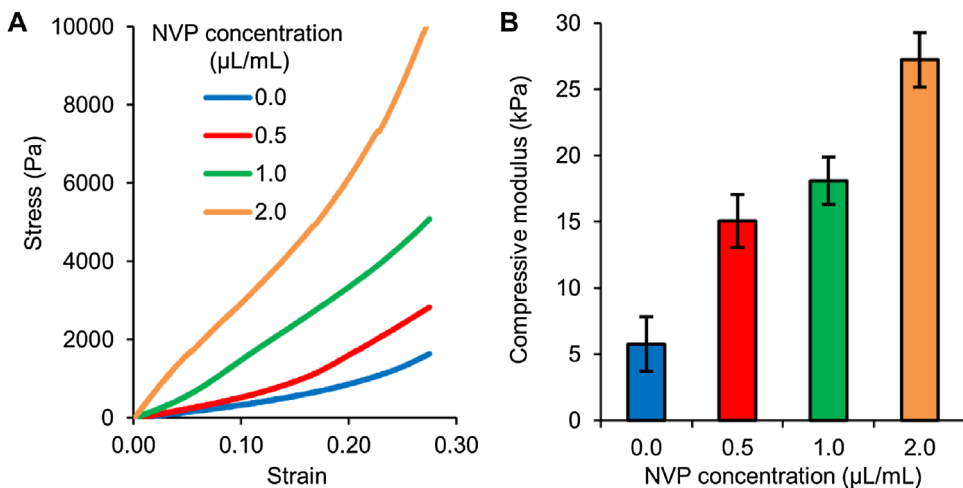 A
NVP concentration
(µL/mL)
0.0
0.5
1.0
2.0
Stress (Pa)
10000
8000
6000
4000
2000
0
0.00 0.10 0.20 0.30
Strain
B
Compressive modulus (kPa)
30
25
20
15
10
5
0
0.0 0.5 1.0 2.0
NVP concentration (µL/mL)